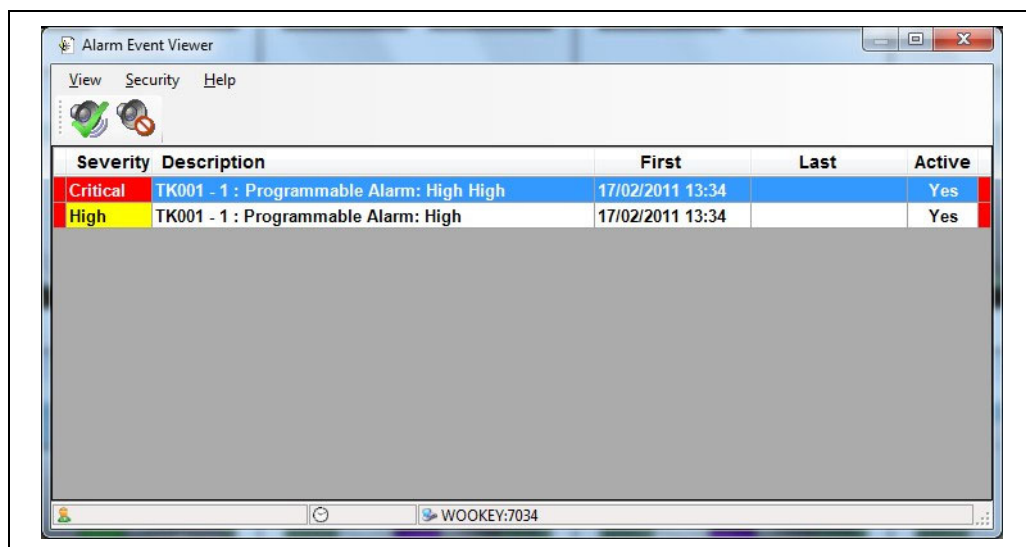 Alarm Event Viewer
View Security Help
Severity Description First Last Active
Critical TK001 - 1 : Programmable Alarm: High High 17/02/2011 13:34 Yes
High TK001 - 1 : Programmable Alarm: High 17/02/2011 13:34 Yes
WOOKEY:7034